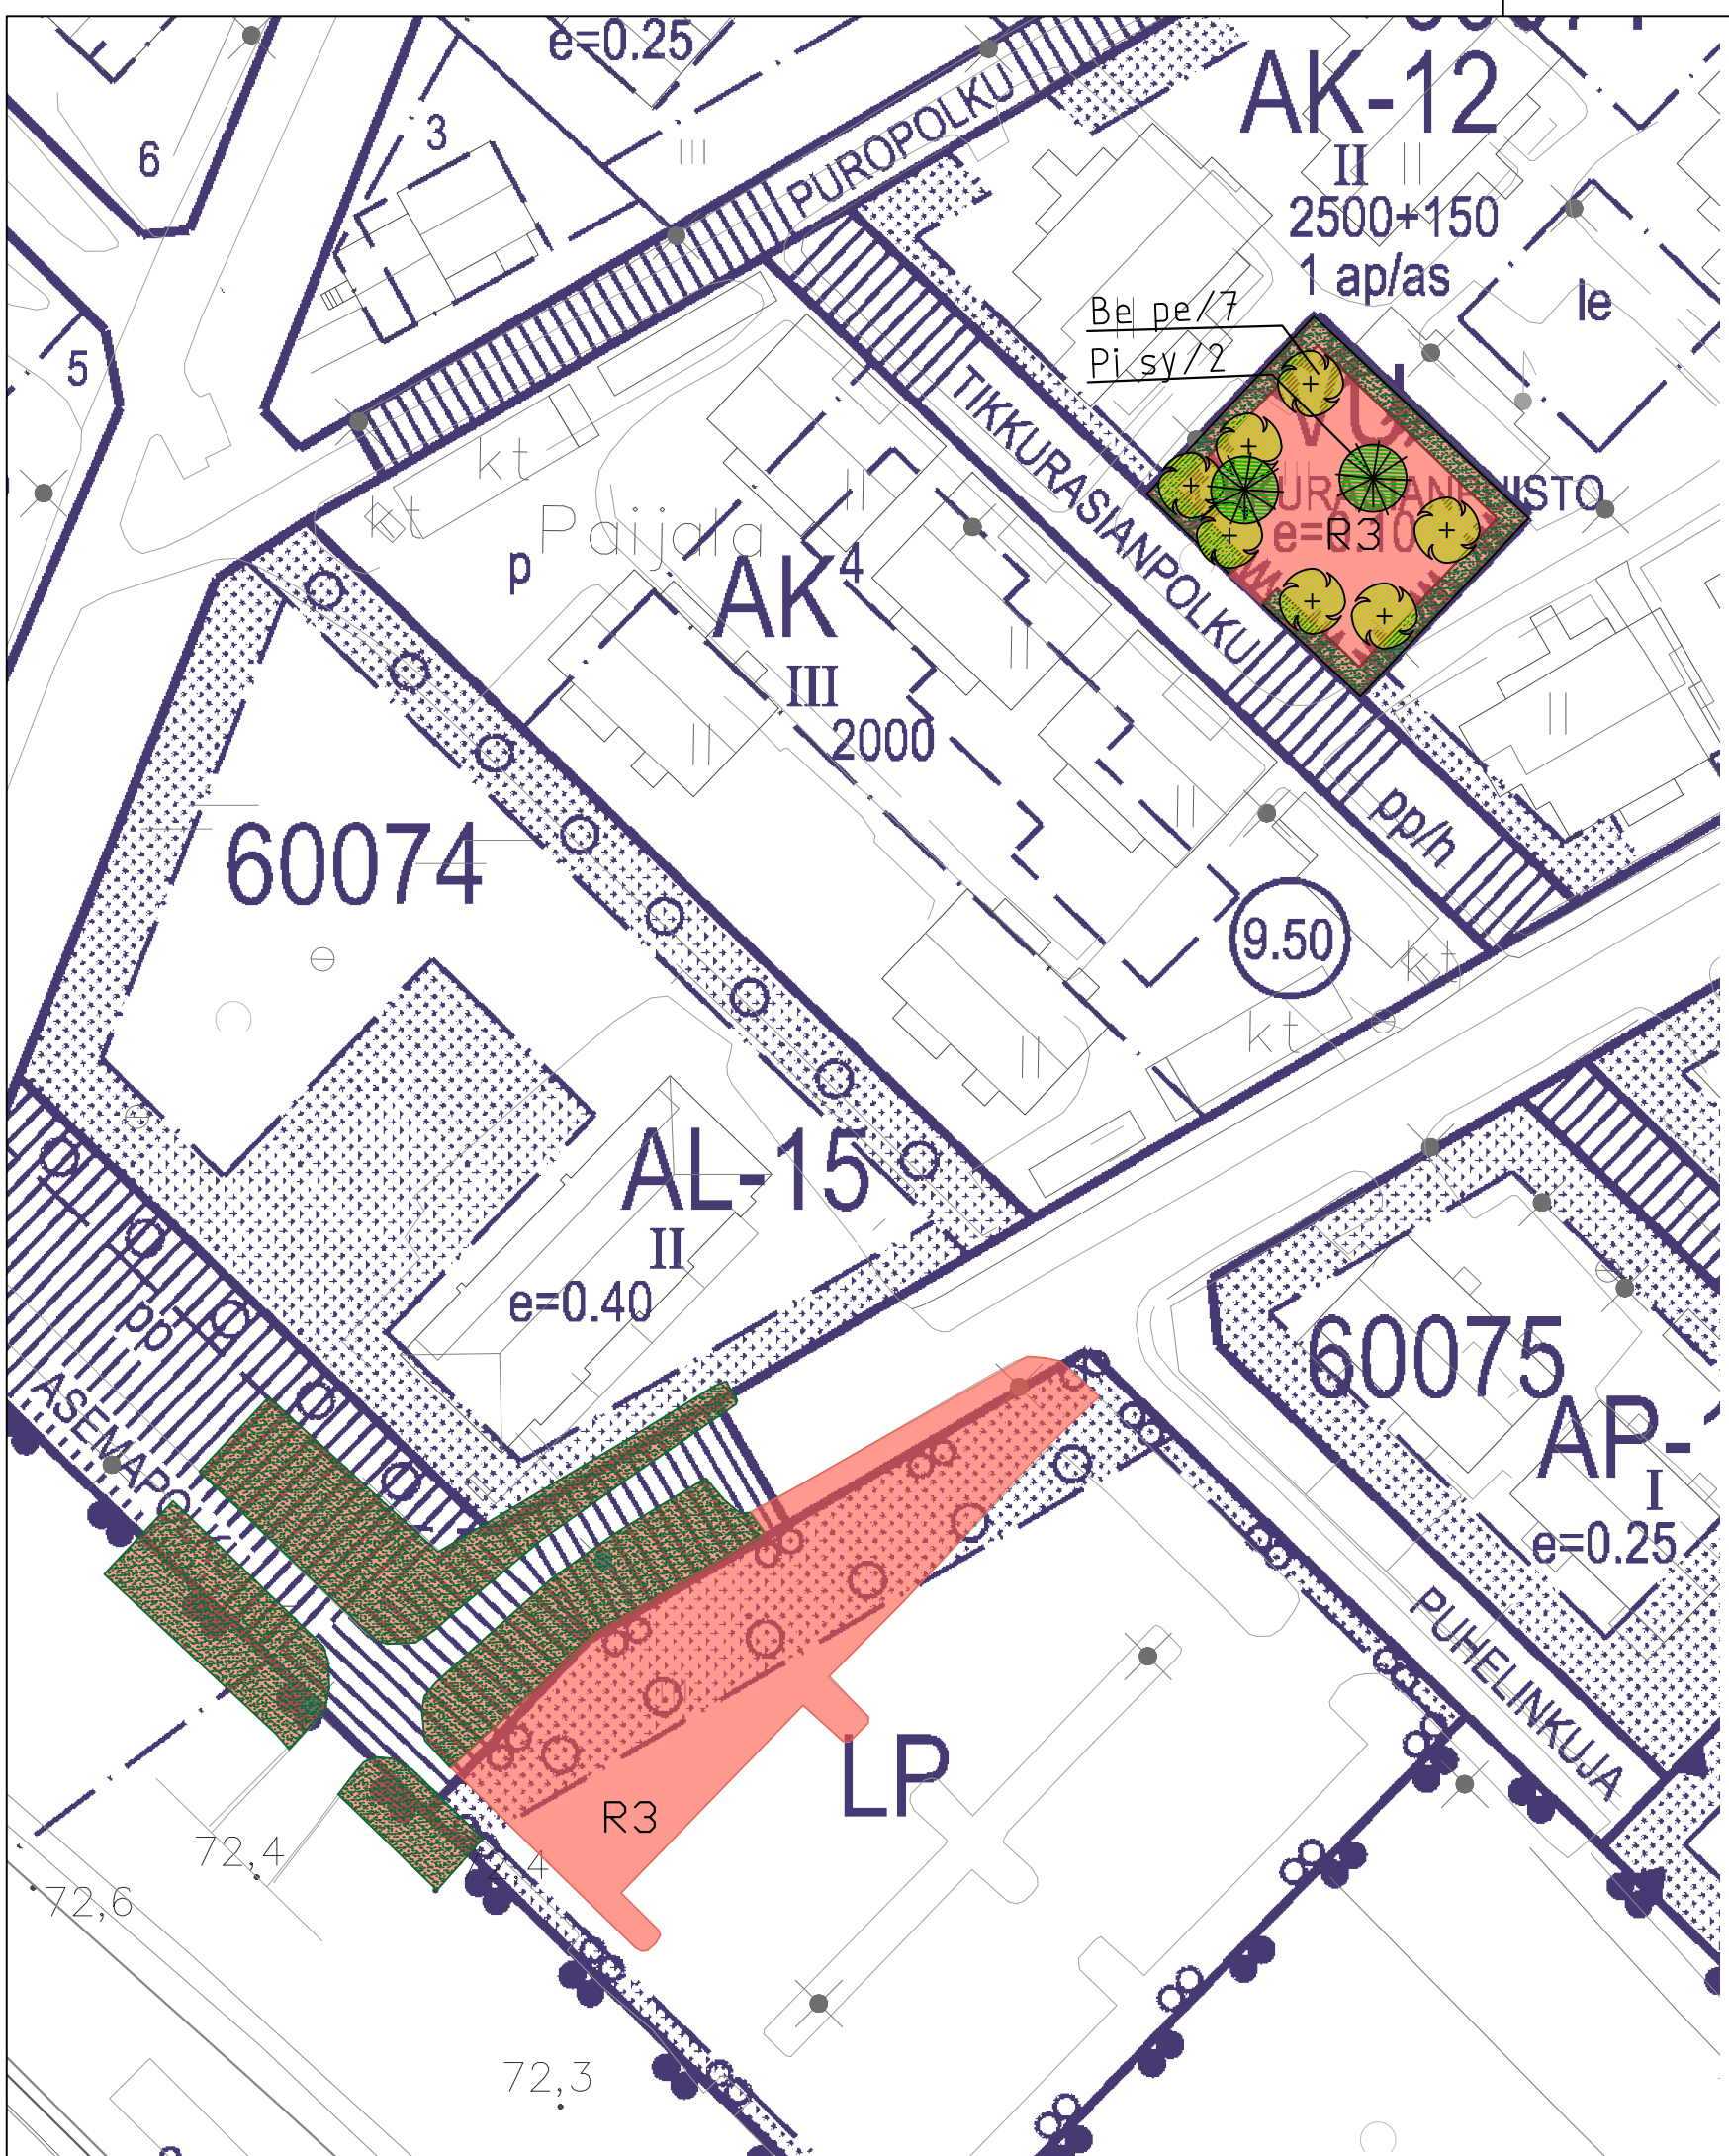 e=0.25
AK-12
II
2500+150
1 ap/as
le
6
3
5
PUROPOLKU
Be pe/7
Pi sy/2
TIKKURASIANPOLKU
R3
kt
kt
Paijala
p
AK
4
III
2000
pp/h
9.50
kt
kt
60074
AL-15
II
e=0.40
pp
60075
AP-
I
e=0.25
PUHELINKUJA
LP
R3
72,4
72,6
72,3